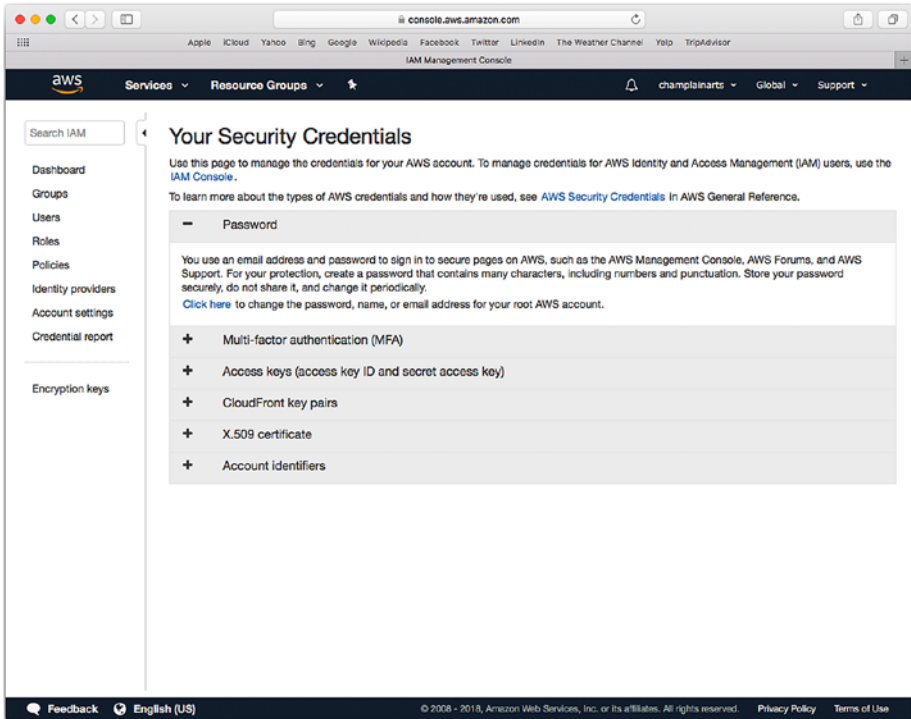 console.aws.amazon.com
Apple iCloud Yahoo Bing Google Wikipedia Facebook Twitter LinkedIn The Weather Channel Yelp TripAdvisor
IAM Management Console
aws Services Resource Groups champlainarts Global Support
Search IAM
Dashboard
Groups
Users
Roles
Policies
Identity providers
Account settings
Credential report
Encryption keys
Your Security Credentials
Use this page to manage the credentials for your AWS account. To manage credentials for AWS Identity and Access Management (IAM) users, use the
IAM Console.
To learn more about the types of AWS credentials and how they're used, see AWS Security Credentials in AWS General Reference.
Password
You use an email address and password to sign in to secure pages on AWS, such as the AWS Management Console, AWS Forums, and AWS
Support. For your protection, create a password that contains many characters, including numbers and punctuation. Store your password
securely, do not share it, and change it periodically.
Click here to change the password, name, or email address for your root AWS account.
Multi-factor authentication (MFA)
Access keys (access key ID and secret access key)
CloudFront key pairs
X.509 certificate
Account identifiers
Feedback English (US) © 2008 - 2018, Amazon Web Services, Inc. or its affiliates. All rights reserved. Privacy Policy Terms of Use